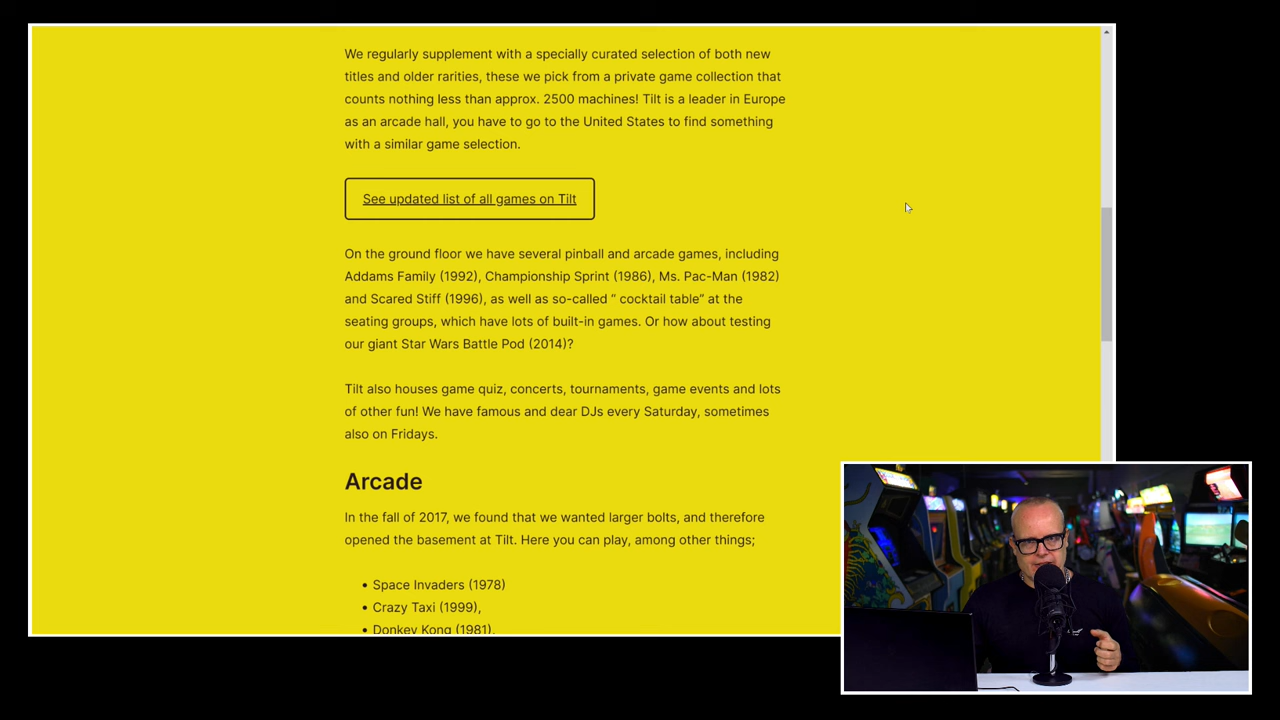 We regularly supplement with a specially curated selection of both new
titles and older rarities, these we pick from a private game collection that
counts nothing less than approx. 2500 machines! Tilt is a leader in Europe
as an arcade hall, you have to go to the United States to find something
with a similar game selection.
See updated list of all games on Tilt
On the ground floor we have several pinball and arcade games, including
Addams Family (1992), Championship Sprint (1986), Ms. Pac-Man (1982)
and Scared Stiff (1996), as well as so-called “ cocktail table” at the
seating groups, which have lots of built-in games. Or how about testing
our giant Star Wars Battle Pod (2014)?
Tilt also houses game quiz, concerts, tournaments, game events and lots
of other fun! We have famous and dear DJs every Saturday, sometimes
also on Fridays.
Arcade
In the fall of 2017, we found that we wanted larger bolts, and therefore
opened the basement at Tilt. Here you can play, among other things;
• Space Invaders (1978)
• Crazy Taxi (1999),
• Donkey Kong (1981),